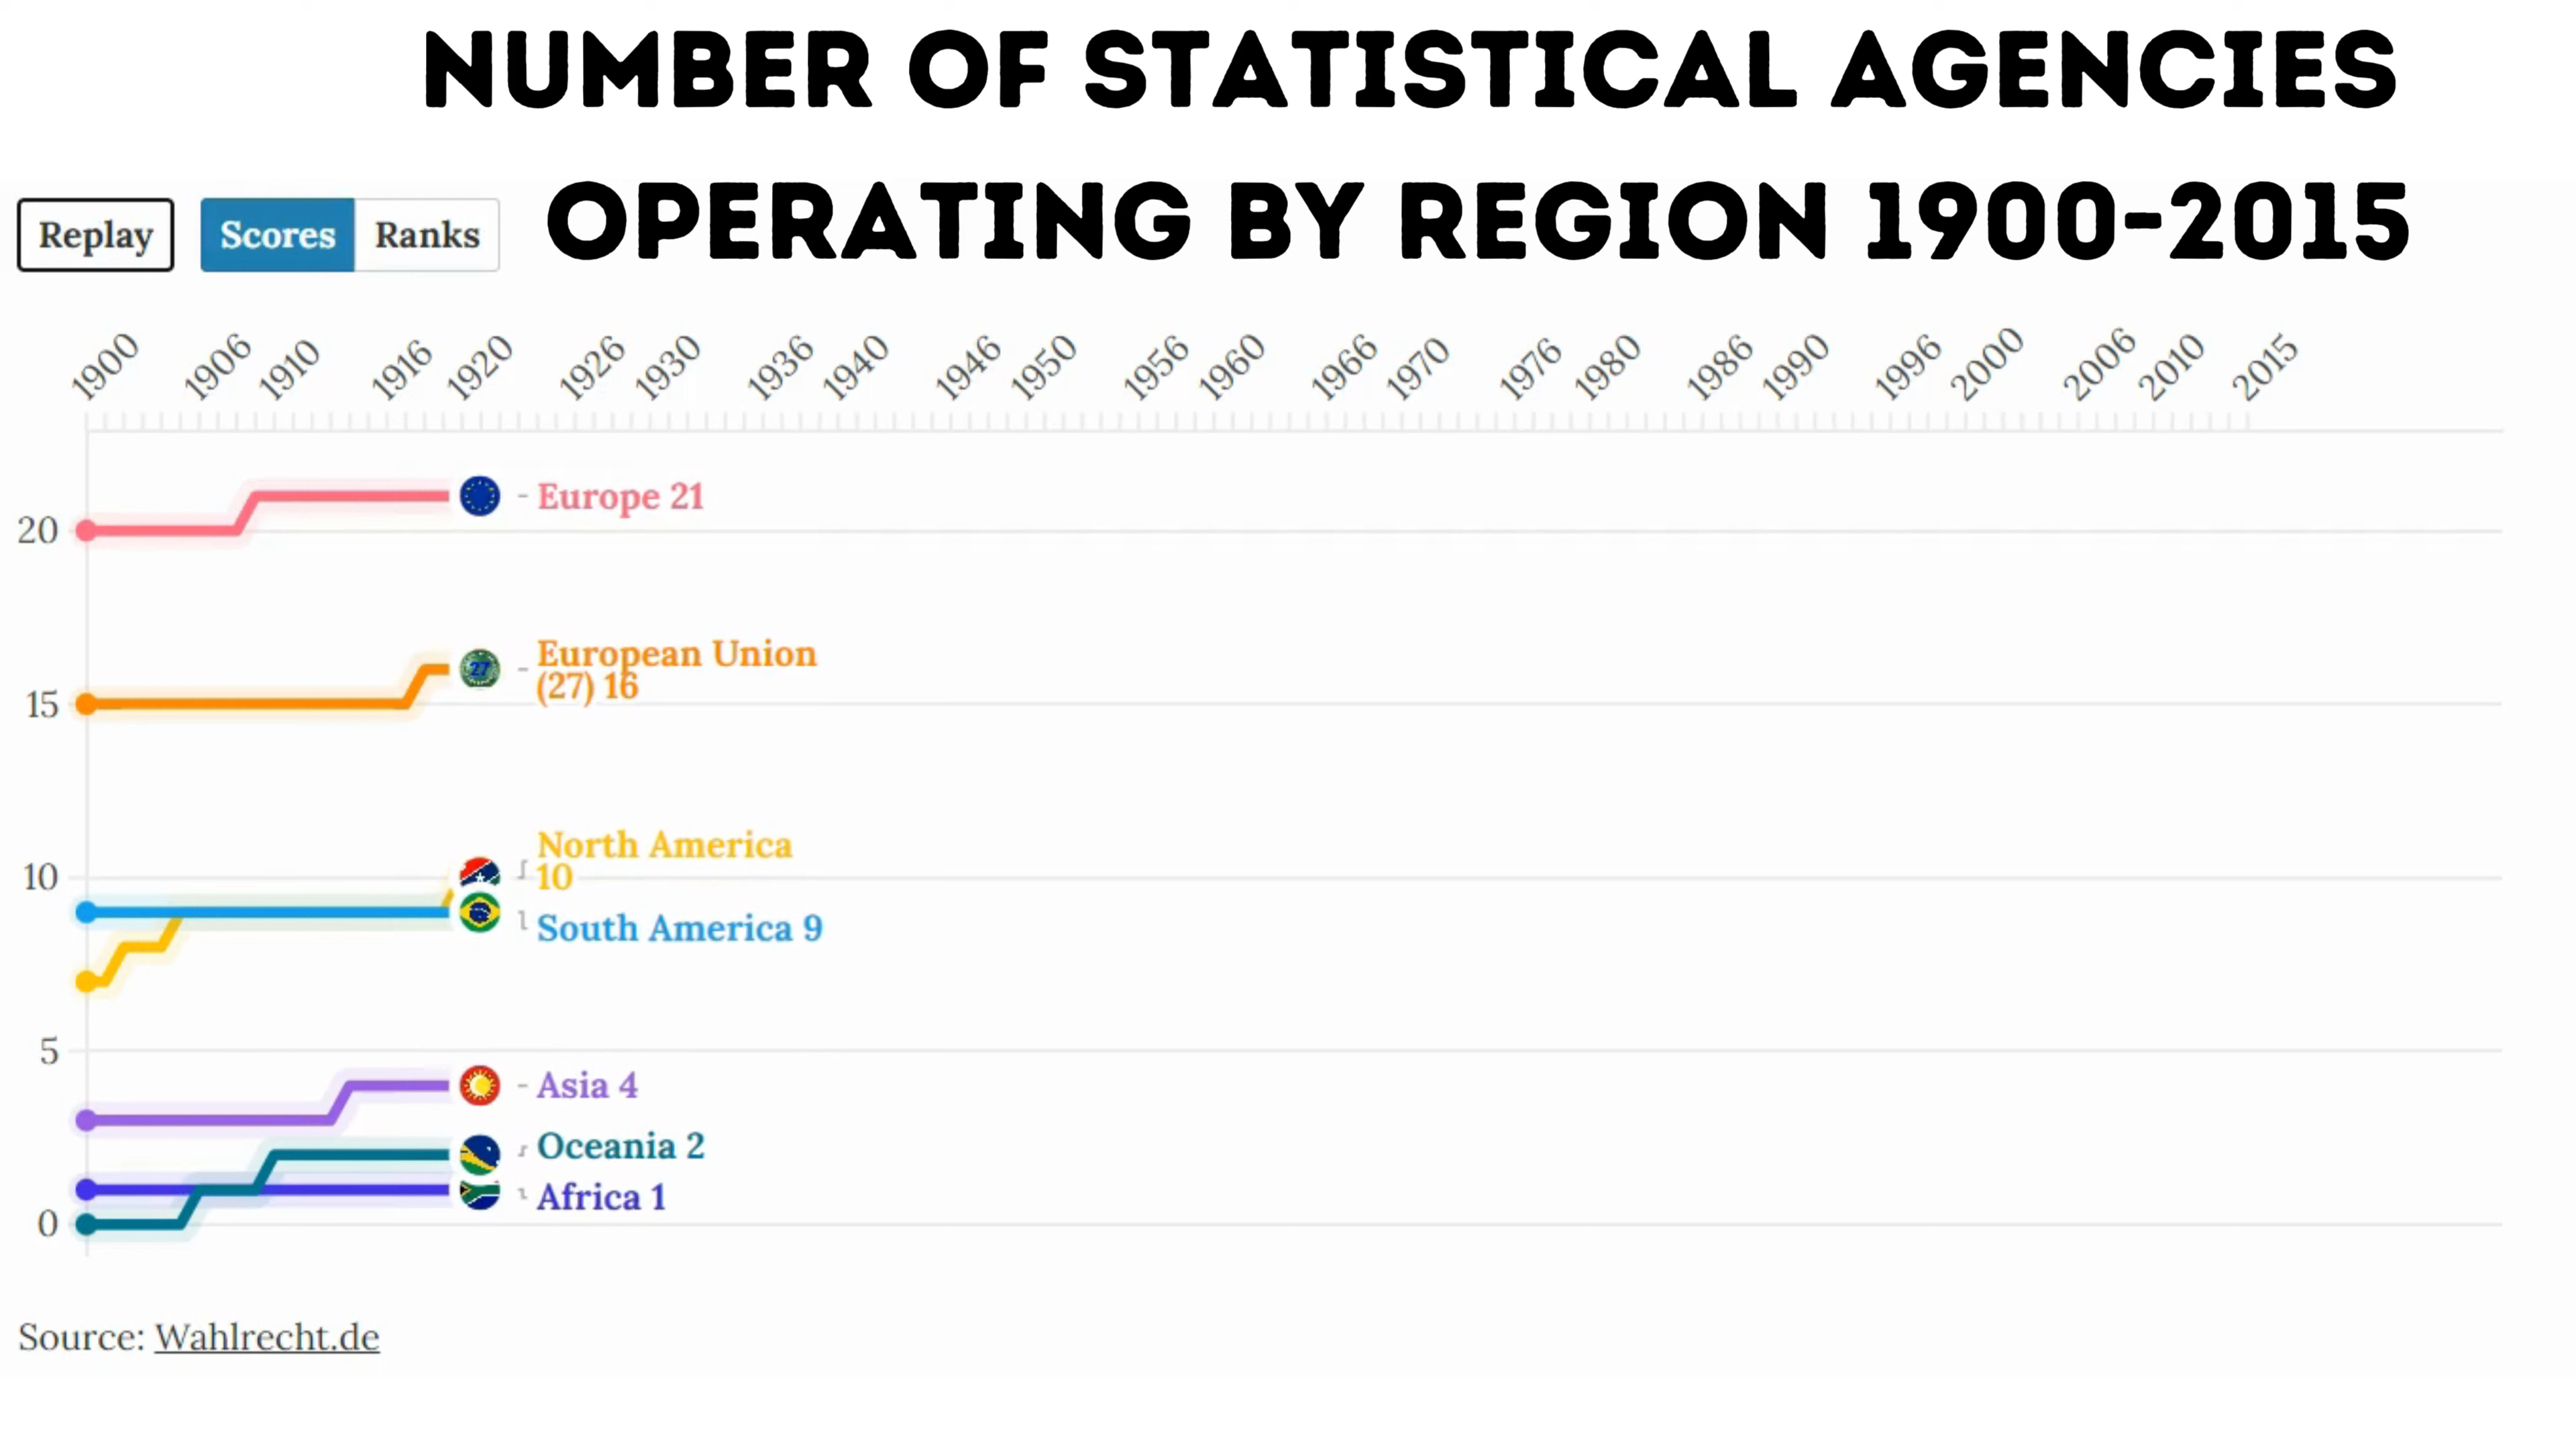 NUMBER OF STATISTICAL AGENCIES
OPERATING BY REGION 1900-2015
Replay
Scores
Ranks
1900
1906
1910
1916
1920
1926
1930
1936
1940
1946
1950
1956
1960
1966
1970
1976
1980
1986
1990
1996
2000
2006
2010
2015
20
15
10
5
0
Europe 21
27
European Union
(27) 16
North America
10
South America 9
Asia 4
Oceania 2
Africa 1
Source: Wahlrecht.de